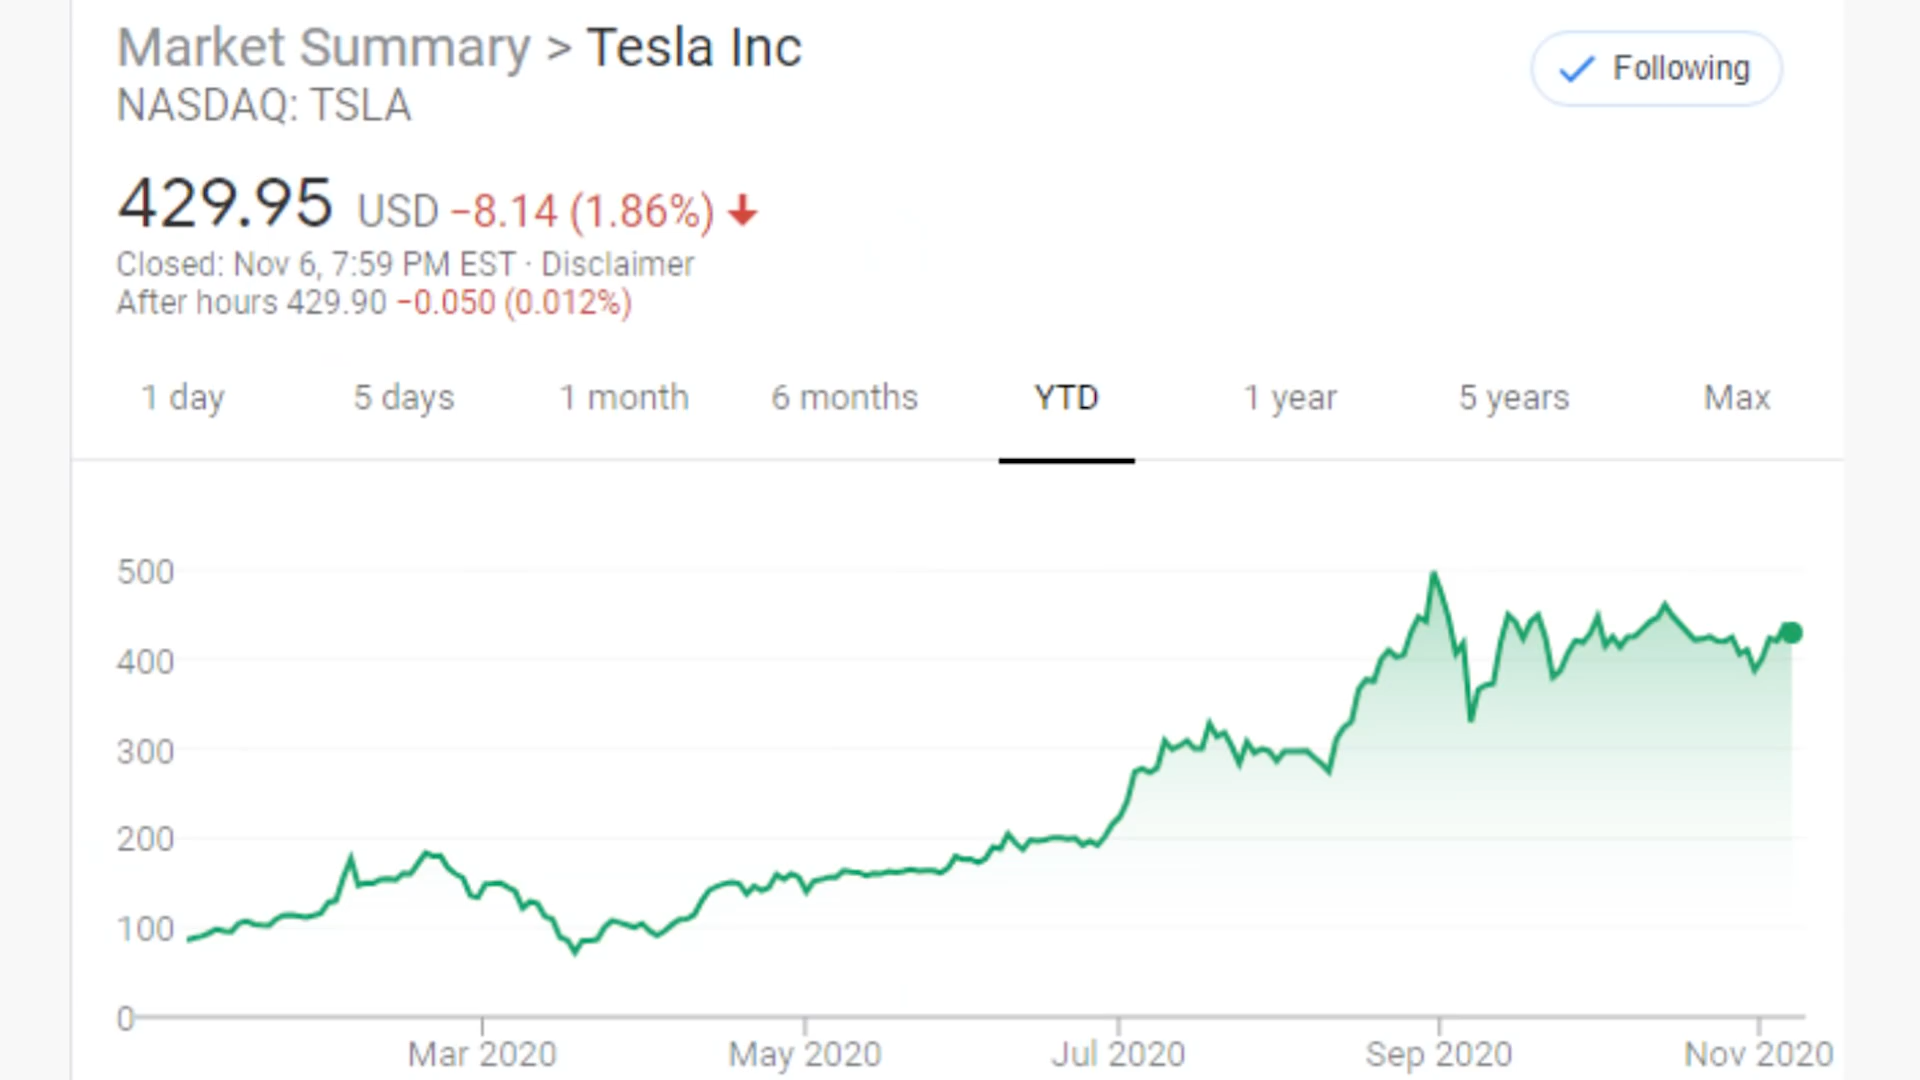 Market Summary > Tesla Inc
Following
NASDAQ: TSLA
429.95 USD −8.14 (1.86%)
Closed: Nov 6, 7:59 PM EST · Disclaimer
After hours 429.90 −0.050 (0.012%)
1 day 5 days 1 month 6 months YTD 1 year 5 years Max
500
400
300
200
100
0
Mar 2020 May 2020 Jul 2020 Sep 2020 Nov 2020